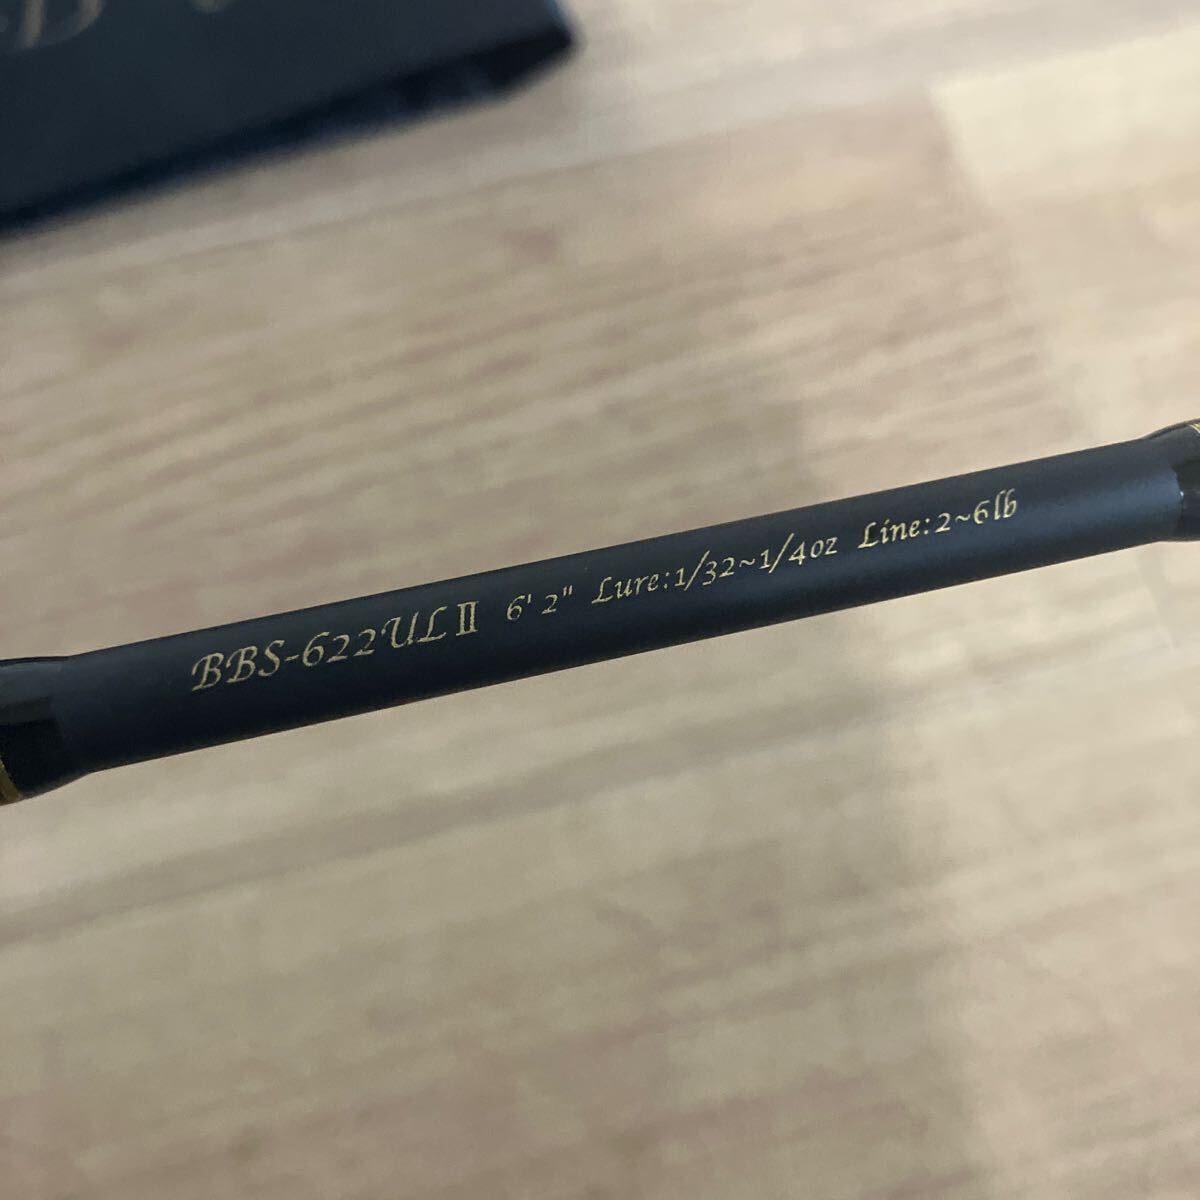 BBS-622ULⅡ 6' 2" Lure:1/32~1/4oz Line:2~6lb